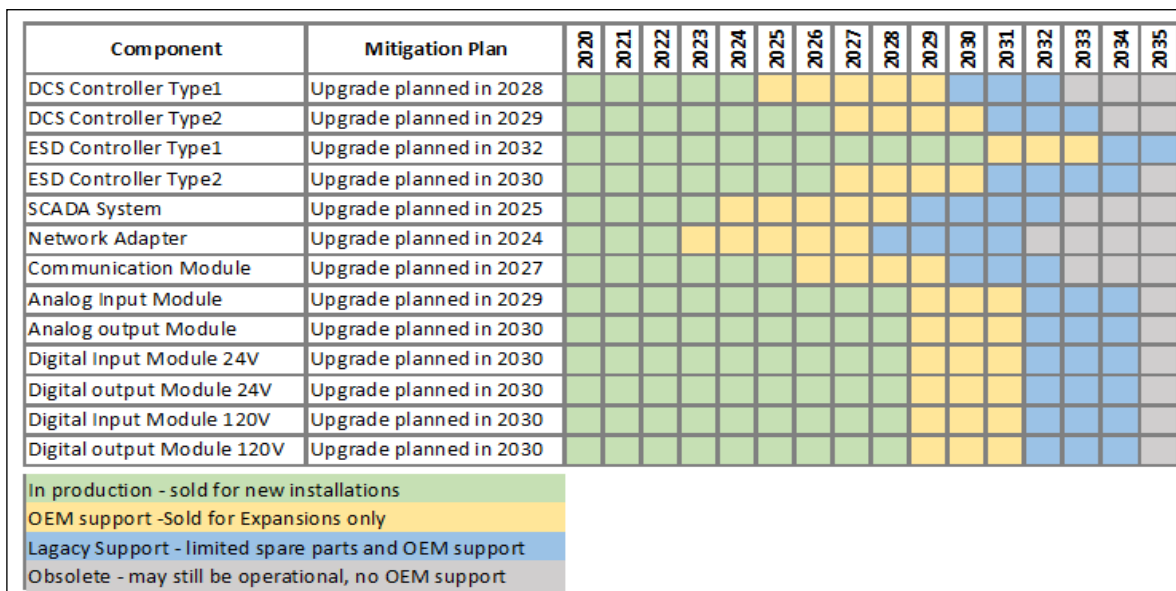 Component Mitigation Plan 2020 2021 2022 2023 2024 2025 2026 2027 2028 2029 2030 2031 2032 2033 2034 2035
DCS Controller Type1 Upgrade planned in 2028
DCS Controller Type2 Upgrade planned in 2029
ESD Controller Type1 Upgrade planned in 2032
ESD Controller Type2 Upgrade planned in 2030
SCADA System Upgrade planned in 2025
Network Adapter Upgrade planned in 2024
Communication Module Upgrade planned in 2027
Analog Input Module Upgrade planned in 2029
Analog output Module Upgrade planned in 2030
Digital Input Module 24V Upgrade planned in 2030
Digital output Module 24V Upgrade planned in 2030
Digital Input Module 120V Upgrade planned in 2030
Digital output Module 120V Upgrade planned in 2030
In production - sold for new installations
OEM support -Sold for Expansions only
Lagacy Support - limited spare parts and OEM support
Obsolete - may still be operational, no OEM support